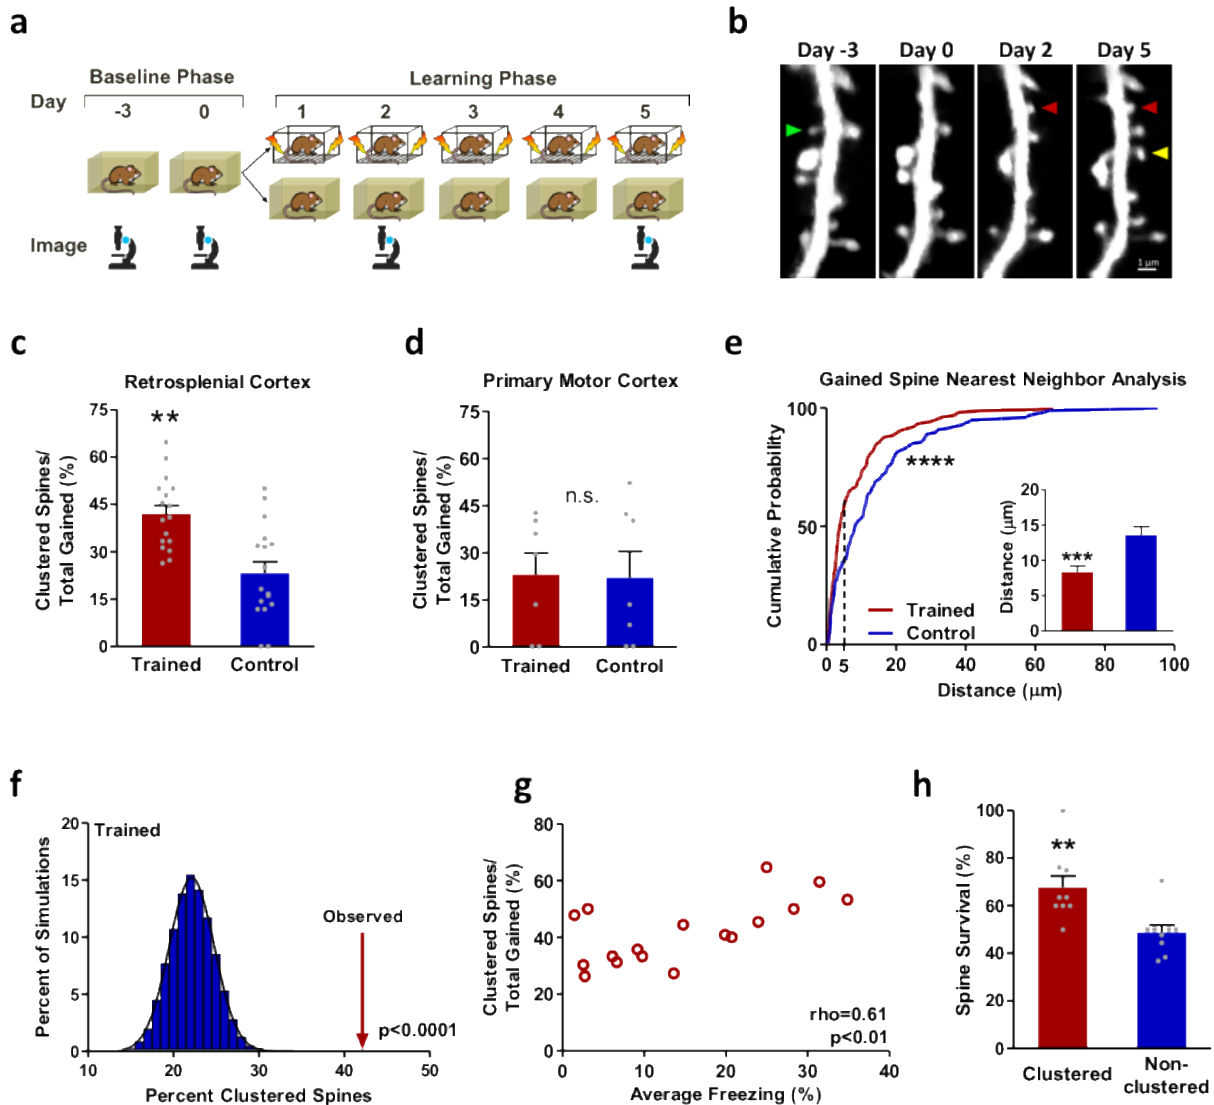 a
Baseline Phase
Learning Phase
Day
-3
0
1
2
3
4
5
Image
b
Day -3
Day 0
Day 2
Day 5
1 µm
c
Retrosplenial Cortex
Clustered Spines/
Total Gained (%)
75
60
45
30
15
0
**
Trained
Control
d
Primary Motor Cortex
Clustered Spines/
Total Gained (%)
75
60
45
30
15
0
n.s.
Trained
Control
e
Gained Spine Nearest Neighbor Analysis
Cumulative Probability
100
50
0
****
Trained
Control
Distance (µm)
20
15
10
5
0
***
0
5
20
40
60
80
100
Distance (µm)
f
Trained
Percent of Simulations
20
15
10
5
0
Observed
p<0.0001
10
20
30
40
50
Percent Clustered Spines
g
Clustered Spines/
Total Gained (%)
80
60
40
20
0
rho=0.61
p<0.01
0
10
20
30
40
Average Freezing (%)
h
Spine Survival (%)
100
80
60
40
20
0
**
Clustered
Non-
clustered